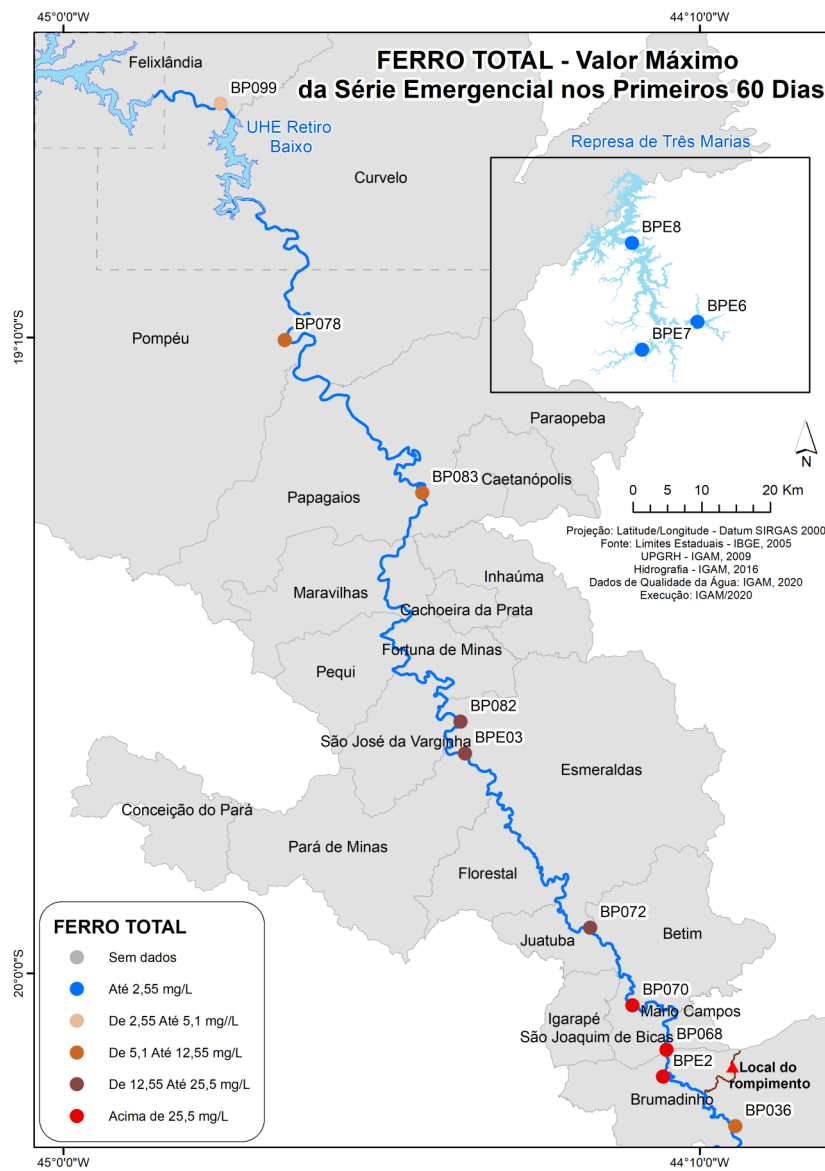 45°0'0"W
44°10'0"W
FERRO TOTAL - Valor Máximo
da Série Emergencial nos Primeiros 60 Dias
Felixlândia
BP099
UHE Retiro
Baixo
Represa de Três Marias
Curvelo
BPE8
BPE6
BPE7
BP078
Pompéu
19°10'0"S
Paraopeba
N
BP083
Caetanópolis
Papagaios
0 5 10 20 Km
Projeção: Latitude/Longitude - Datum SIRGAS 2000
Fonte: Limites Estaduais - IBGE, 2005
UPGRH - IGAM, 2009
Hidrografia - IGAM, 2016
Dados de Qualidade da Água: IGAM, 2020
Execução: IGAM/2020
Inhaúma
Maravilhas
Cachoeira da Prata
Fortuna de Minas
Pequi
BP082
São José da Varginha
BPE03
Esmeraldas
Conceição do Pará
Pará de Minas
Florestal
BP072
Juatuba
Betim
20°0'0"S
BP070
Mário Campos
Igarapé
São Joaquim de Bicas
BP068
BPE2
Local do
rompimento
Brumadinho
BP036
FERRO TOTAL
Sem dados
Até 2,55 mg/L
De 2,55 Até 5,1 mg//L
De 5,1 Até 12,55 mg/L
De 12,55 Até 25,5 mg/L
Acima de 25,5 mg/L
45°0'0"W
44°10'0"W